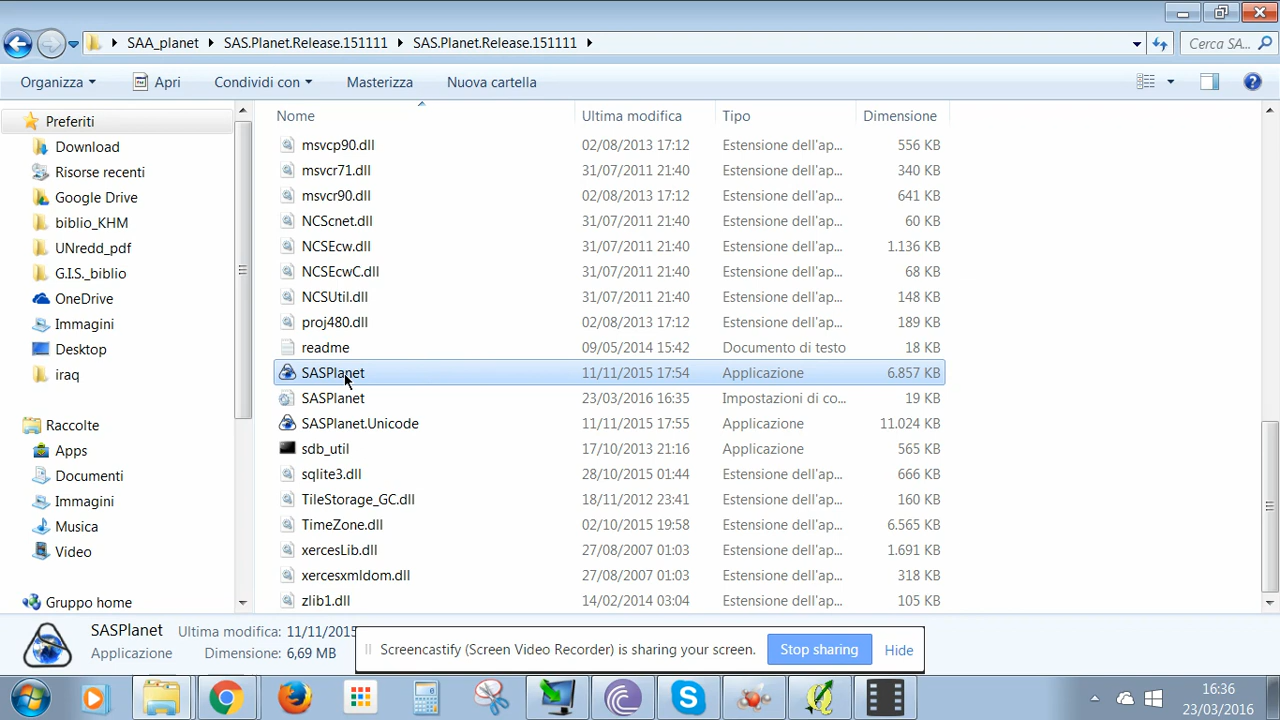 SAA_planet SAS.Planet.Release.151111 SAS.Planet.Release.151111 Cerca SA...
Organizza Apri Condividi con Masterizza Nuova cartella
Preferiti
Download
Risorse recenti
Google Drive
biblio_KHM
UNredd_pdf
G.I.S._biblio
OneDrive
Immagini
Desktop
iraq
Raccolte
Apps
Documenti
Immagini
Musica
Video
Gruppo home
Nome Ultima modifica Tipo Dimensione
msvcp90.dll 02/08/2013 17:12 Estensione dell'ap... 556 KB
msvcr71.dll 31/07/2011 21:40 Estensione dell'ap... 340 KB
msvcr90.dll 02/08/2013 17:12 Estensione dell'ap... 641 KB
NCScnet.dll 31/07/2011 21:40 Estensione dell'ap... 60 KB
NCSEcw.dll 31/07/2011 21:40 Estensione dell'ap... 1.136 KB
NCSEcwC.dll 31/07/2011 21:40 Estensione dell'ap... 68 KB
NCSUtil.dll 31/07/2011 21:40 Estensione dell'ap... 148 KB
proj480.dll 02/08/2013 17:12 Estensione dell'ap... 189 KB
readme 09/05/2014 15:42 Documento di testo 18 KB
SASPlanet 11/11/2015 17:54 Applicazione 6.857 KB
SASPlanet 23/03/2016 16:35 Impostazioni di co... 19 KB
SASPlanet.Unicode 11/11/2015 17:55 Applicazione 11.024 KB
sdb_util 17/10/2013 21:16 Applicazione 565 KB
sqlite3.dll 28/10/2015 01:44 Estensione dell'ap... 666 KB
TileStorage_GC.dll 18/11/2012 23:41 Estensione dell'ap... 160 KB
TimeZone.dll 02/10/2015 19:58 Estensione dell'ap... 6.565 KB
xercesLib.dll 27/08/2007 01:03 Estensione dell'ap... 1.691 KB
xercesxmldom.dll 27/08/2007 01:03 Estensione dell'ap... 318 KB
zlib1.dll 14/02/2014 03:04 Estensione dell'ap... 105 KB
SASPlanet Ultima modifica: 11/11/2015
Applicazione Dimensione: 6,69 MB
Screencastify (Screen Video Recorder) is sharing your screen. Stop sharing Hide
16:36
23/03/2016